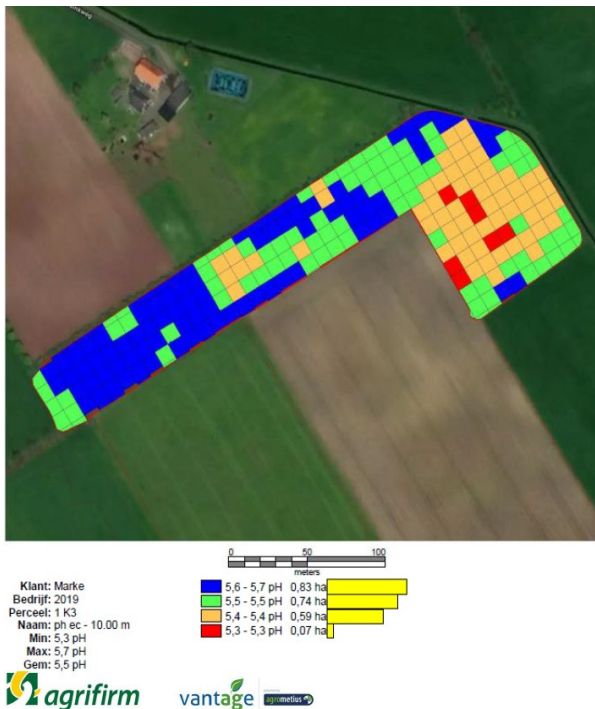 0 50 100
meters
Klant: Marke
Bedrijf: 2019
Perceel: 1 K3
Naam: ph ec - 10.00 m
Min: 5,3 pH
Max: 5,7 pH
Gem: 5,5 pH
5,6 - 5,7 pH 0,83 ha
5,5 - 5,5 pH 0,74 ha
5,4 - 5,4 pH 0,59 ha
5,3 - 5,3 pH 0,07 ha
agrifirm
vantage
agrometius